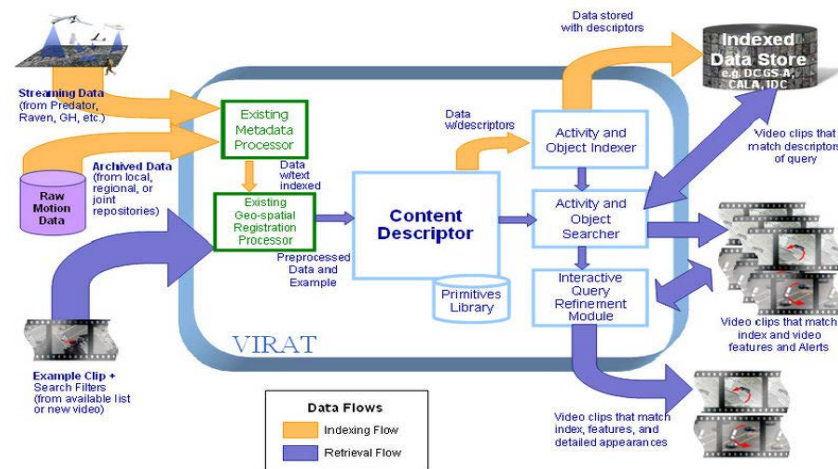 Data stored
with descriptors
Indexed
Data Store
e.g. DCGS-A,
CALA, IDC
Streaming Data
(from Predator,
Raven, GH, etc.)
Existing
Metadata
Processor
Data
w/descriptors
Activity and
Object Indexer
Video clips that
match descriptors
of query
Archived Data
(from local,
regional, or
joint
repositories)
Raw
Motion
Data
Data
w/text
indexed
Existing
Geo-spatial
Registration
Processor
Content
Descriptor
Activity and
Object
Searcher
Preprocessed
Data and
Example
Primitives
Library
Interactive
Query
Refinement
Module
VIRAT
Video clips that match
index and video
features and Alerts
Example Clip +
Search Filters
(from available list
or new video)
Data Flows
Indexing Flow
Retrieval Flow
Video clips that match
index, features, and
detailed appearances